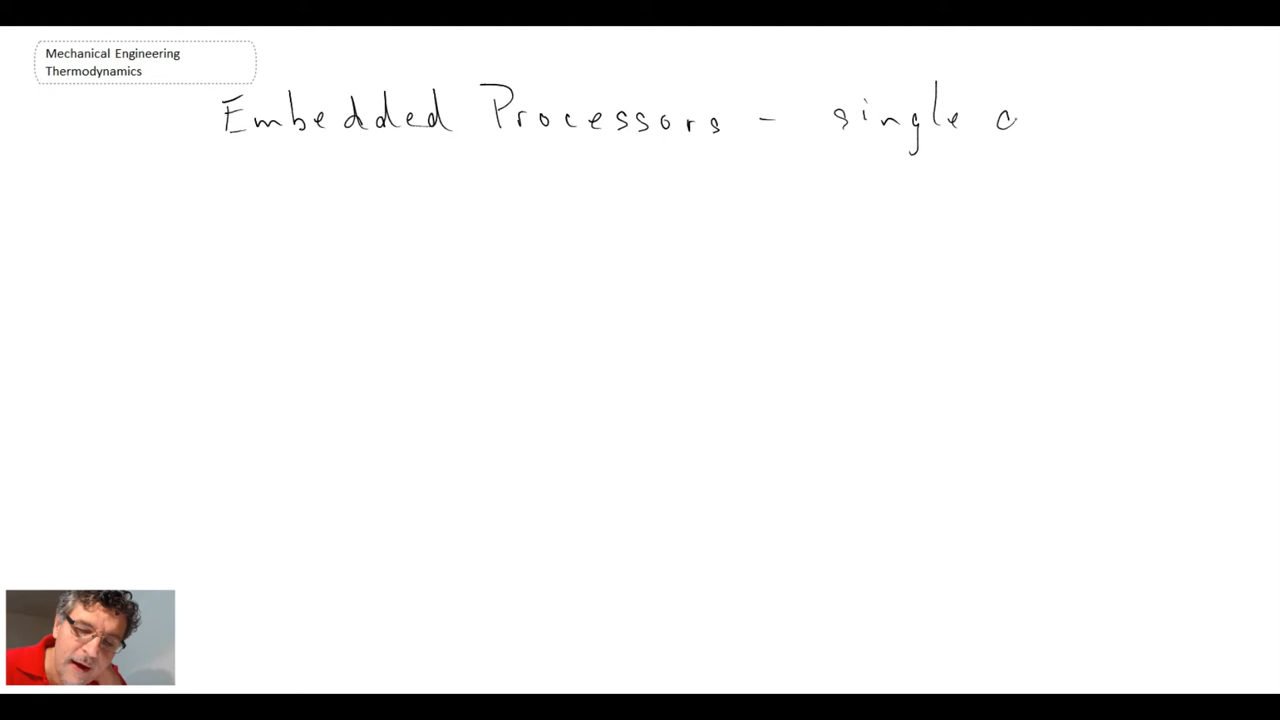 Mechanical Engineering
Thermodynamics
Embedded Processors - single c